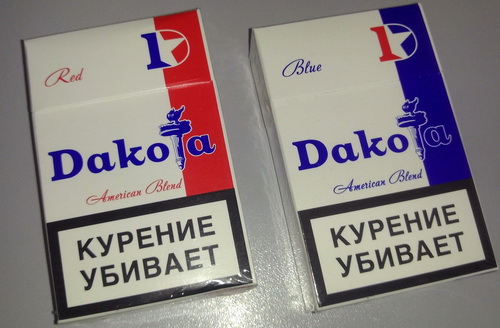 Red
Dakota
American Blend
КУРЕНИЕ
УБИВАЕТ
Blue
Dakota
American Blend
КУРЕНИЕ
УБИВАЕТ